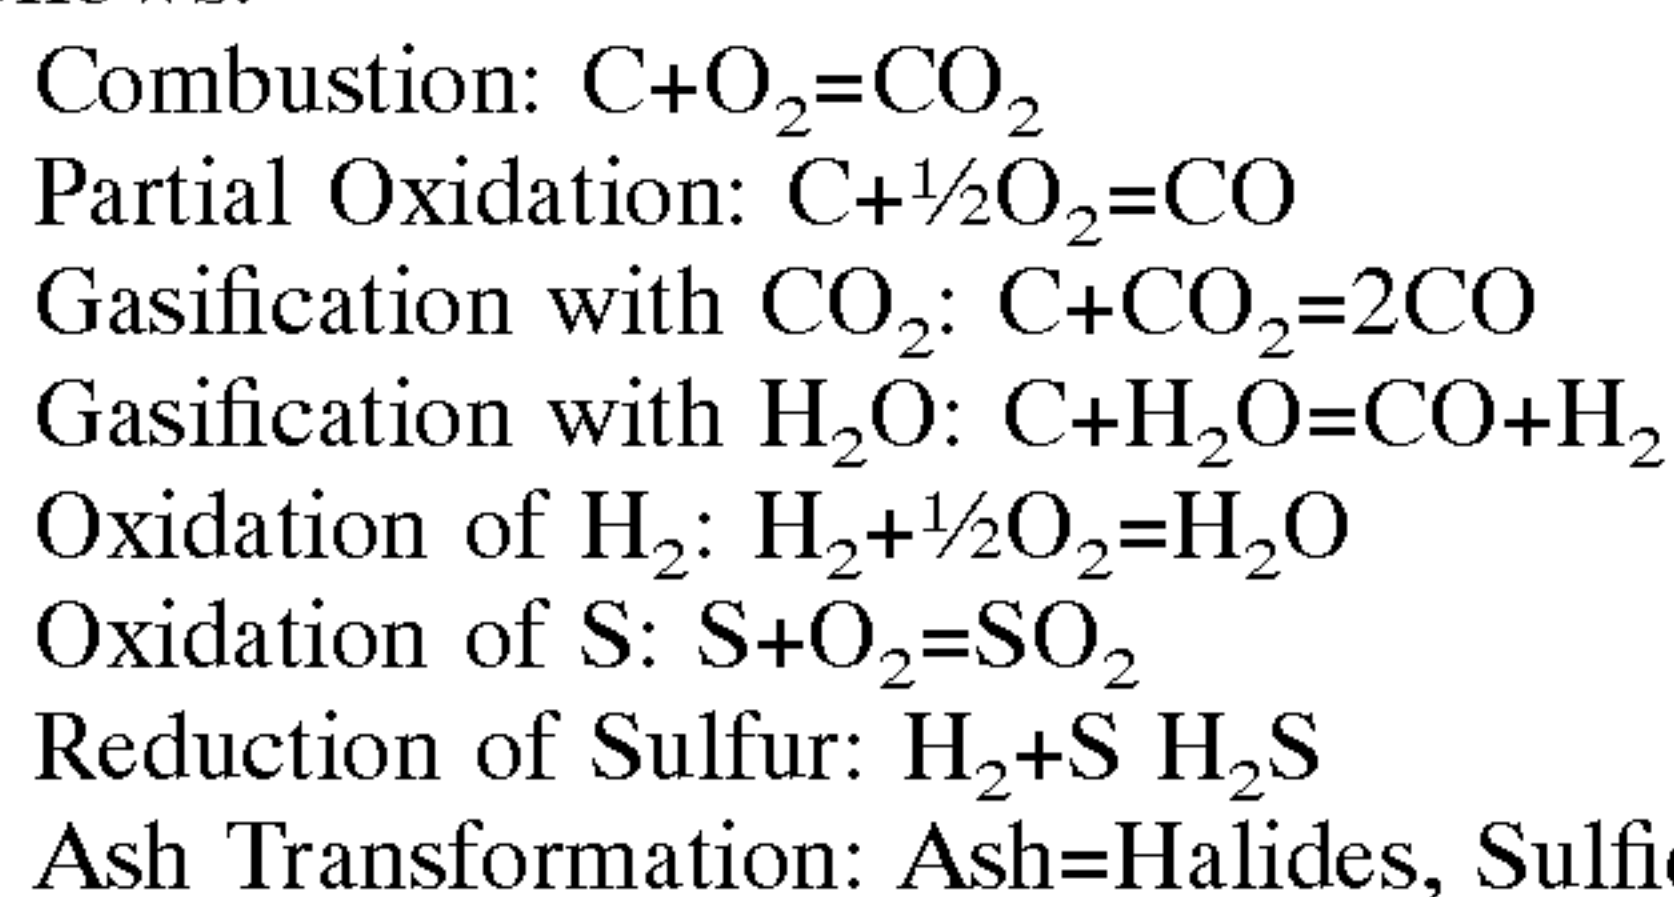 Combustion: C+O₂=CO₂
Partial Oxidation: C+½O₂=CO
Gasification with CO₂: C+CO₂=2CO
Gasification with H₂O: C+H₂O=CO+H₂
Oxidation of H₂: H₂+½O₂=H₂O
Oxidation of S: S+O₂=SO₂
Reduction of Sulfur: H₂+S H₂S
Ash Transformation: Ash=Halides,